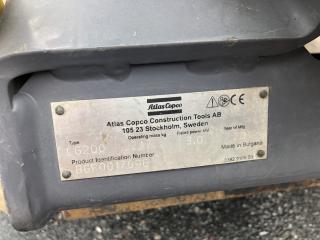 Atlas Copco
Atlas Copco Construction Tools AB
105 23 Stockholm, Sweden
Type
Operating mass kg
Rated power kW
Year of Mfg
LG200
Product Identification Number
Made in Bulgaria